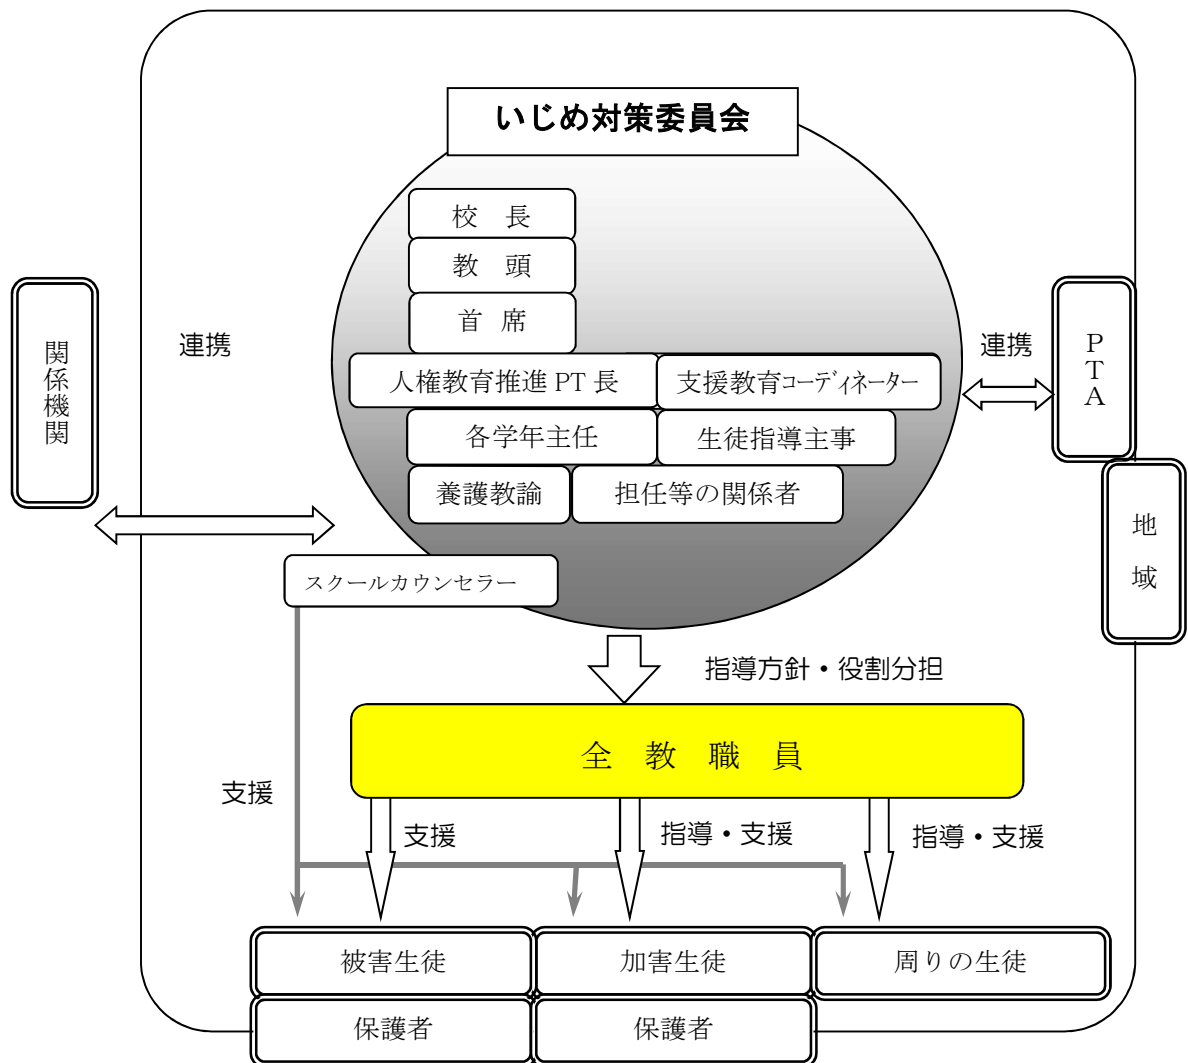 いじめ対策委員会
校　長
教　頭
首　席
人権教育推進 PT 長
支援教育コーディネーター
各学年主任
生徒指導主事
養護教諭
担任等の関係者
スクールカウンセラー
関係機関
連携
連携
PTA
地域
指導方針・役割分担
全　教　職　員
支援
支援
指導・支援
指導・支援
被害生徒
加害生徒
周りの生徒
保護者
保護者